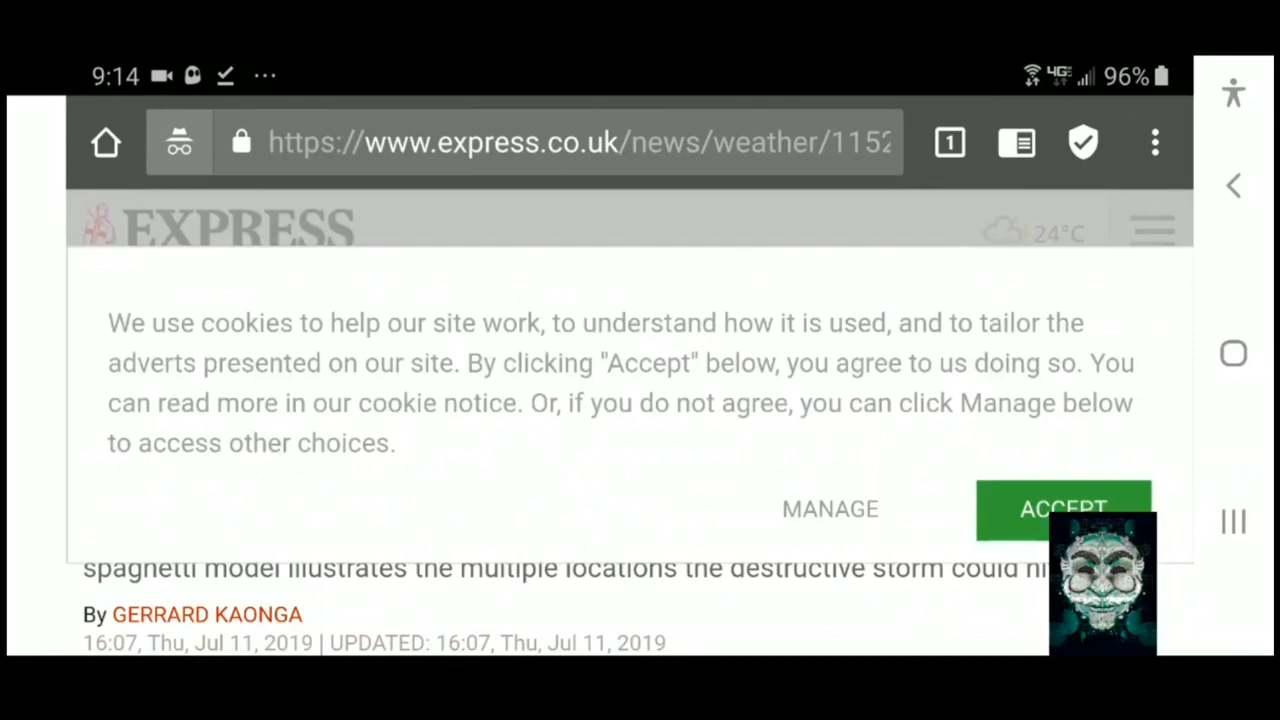 9:14 ... 4GE 96%
https://www.express.co.uk/news/weather/1152
1
EXPRESS 24°C
We use cookies to help our site work, to understand how it is used, and to tailor the
adverts presented on our site. By clicking "Accept" below, you agree to us doing so. You
can read more in our cookie notice. Or, if you do not agree, you can click Manage below
to access other choices.
MANAGE ACCEPT
spaghetti model illustrates the multiple locations the destructive storm could
By GERRARD KAONGA
16:07, Thu, Jul 11, 2019 | UPDATED: 16:07, Thu, Jul 11, 2019